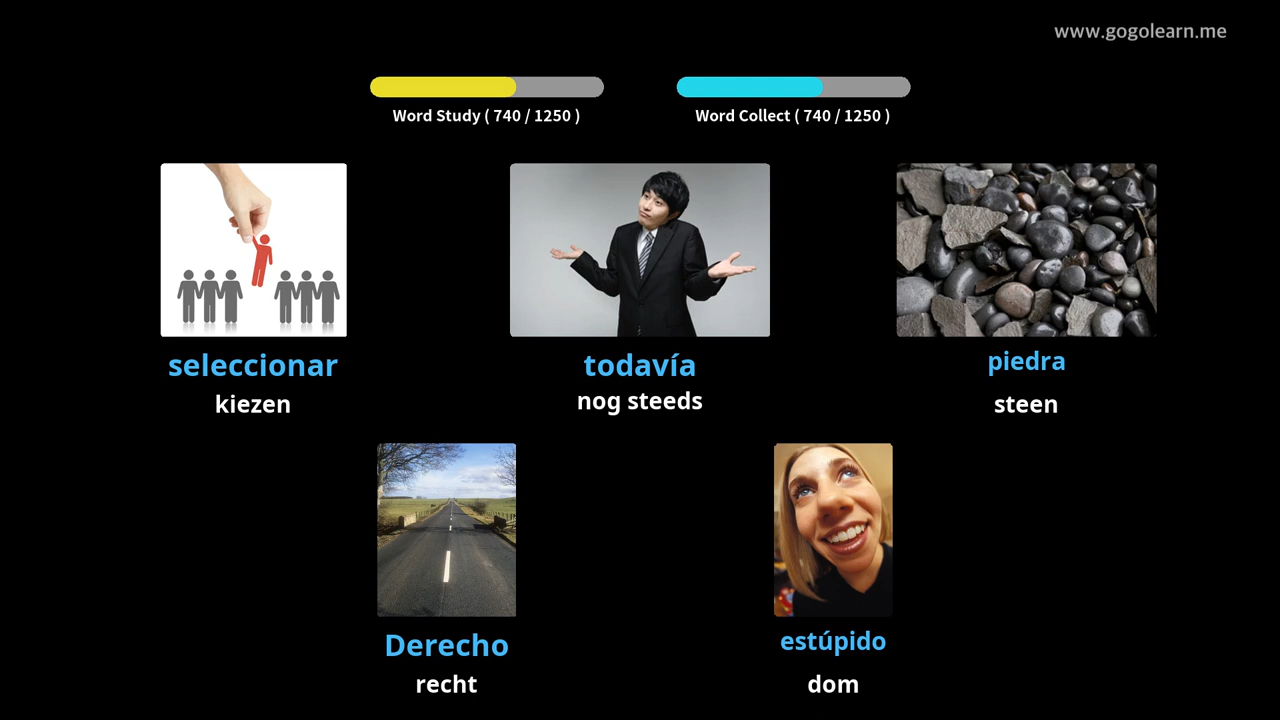 www.gogolearn.me
Word Study ( 740 / 1250 )
Word Collect ( 740 / 1250 )
seleccionar
kiezen
todavía
nog steeds
piedra
steen
Derecho
recht
estúpido
dom